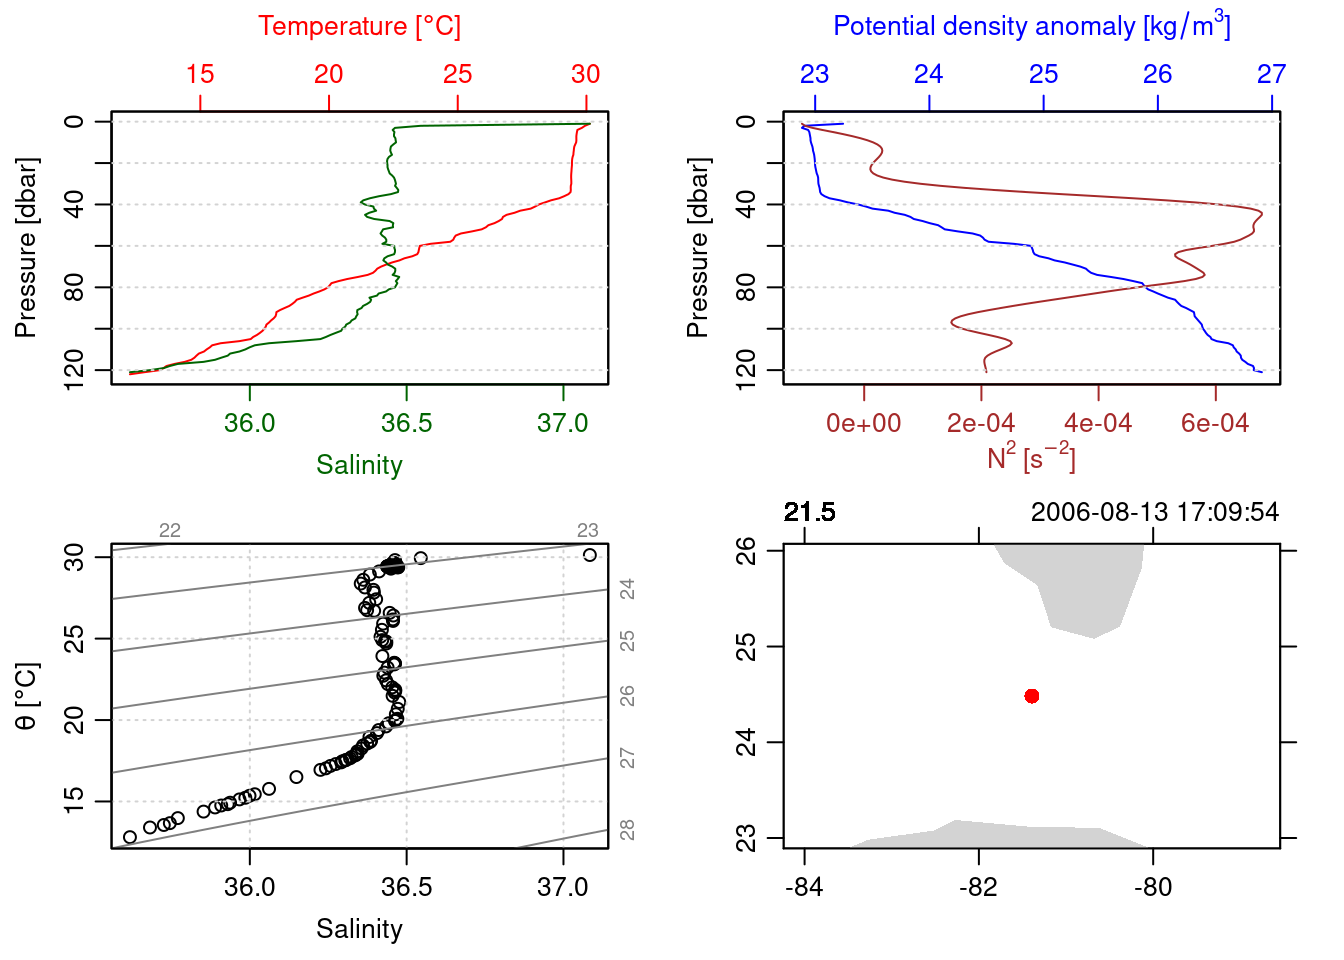 Temperature [°C]
15 20 25 30
0
40
80
120
Pressure [dbar]
36.0 36.5 37.0
Salinity
Potential density anomaly [kg/m³]
23 24 25 26 27
0
40
80
120
Pressure [dbar]
0e+00 2e-04 4e-04 6e-04
N² [s⁻²]
22 23
30
25
20
15
θ [°C]
24
25
26
27
28
36.0 36.5 37.0
Salinity
21.5 2006-08-13 17:09:54
26
25
24
23
-84 -82 -80